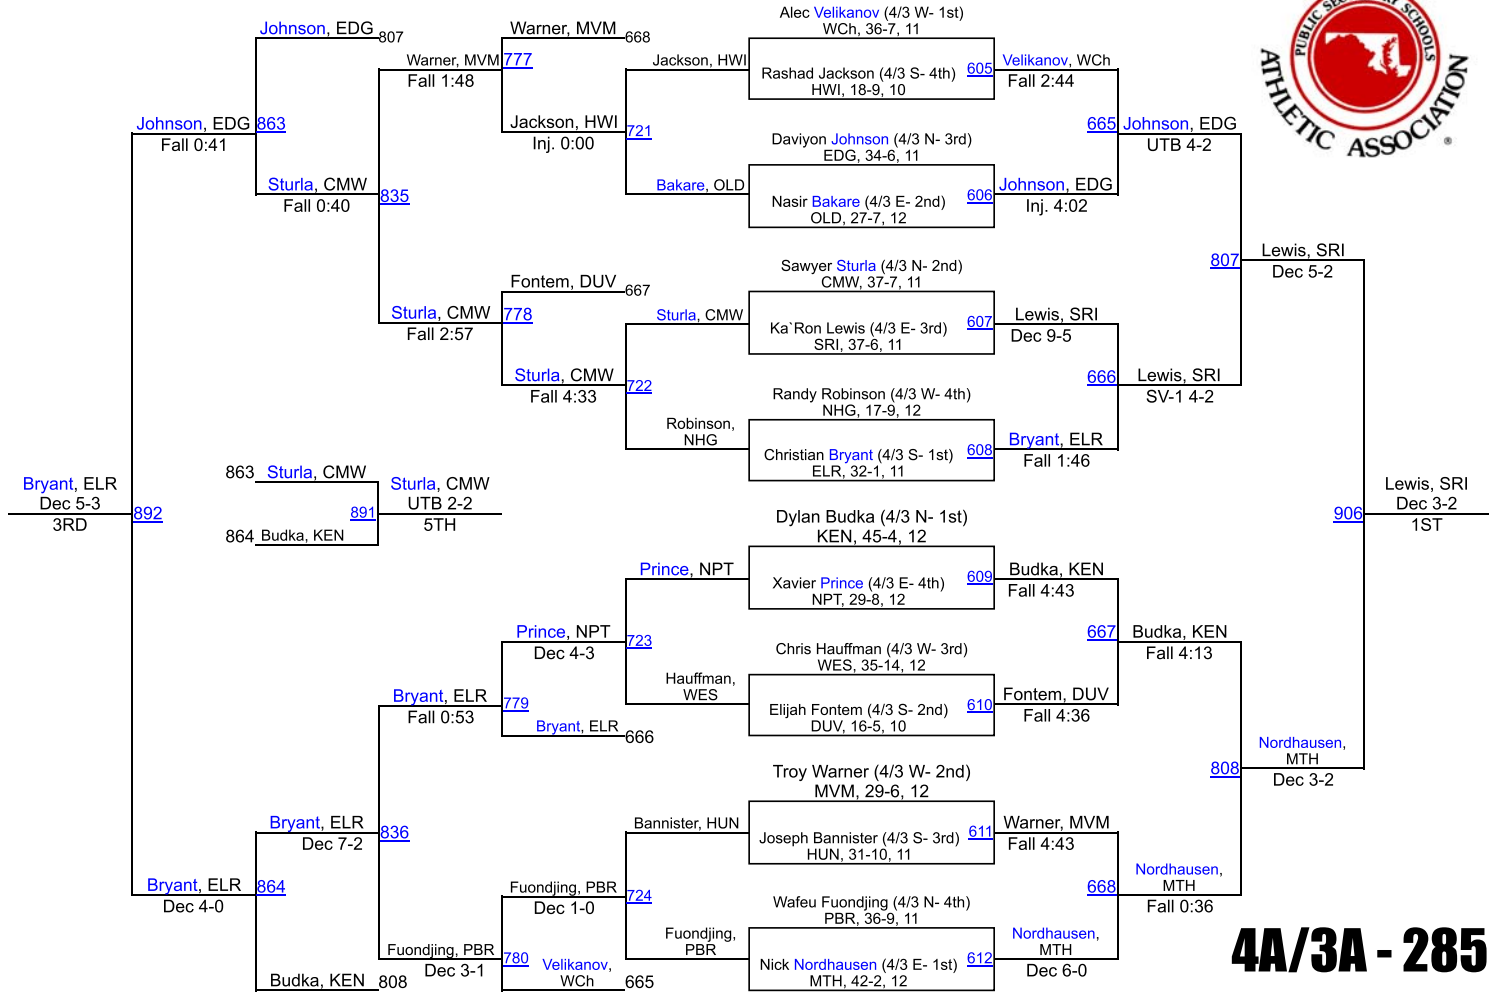 PUBLIC SECONDARY SCHOOLS
ATHLETIC ASSOCIATION
®
Johnson, EDG 807
Johnson, EDG 863
Fall 0:41
Sturla, CMW
Fall 0:40
835
Warner, MVM 777
Fall 1:48
Warner, MVM 668
Jackson, HWI
Inj. 0:00
721
Jackson, HWI
Bakare, OLD
Alec Velikanov (4/3 W- 1st)
WCh, 36-7, 11
Rashad Jackson (4/3 S- 4th)
HWI, 18-9, 10
605
Velikanov, WCh
Fall 2:44
Daviyon Johnson (4/3 N- 3rd)
EDG, 34-6, 11
Nasir Bakare (4/3 E- 2nd)
OLD, 27-7, 12
606
Johnson, EDG
Inj. 4:02
665 Johnson, EDG
UTB 4-2
Sturla, CMW 778
Fall 2:57
Fontem, DUV 667
Sturla, CMW
Fall 4:33
722
Sturla, CMW
Robinson,
NHG
Sawyer Sturla (4/3 N- 2nd)
CMW, 37-7, 11
Ka`Ron Lewis (4/3 E- 3rd)
SRI, 37-6, 11
607
Lewis, SRI
Dec 9-5
Randy Robinson (4/3 W- 4th)
NHG, 17-9, 12
Christian Bryant (4/3 S- 1st)
ELR, 32-1, 11
608
Bryant, ELR
Fall 1:46
666 Lewis, SRI
SV-1 4-2
807
Lewis, SRI
Dec 5-2
Bryant, ELR
Dec 5-3
3RD
892
863 Sturla, CMW
864 Budka, KEN
891
Sturla, CMW
UTB 2-2
5TH
906
Lewis, SRI
Dec 3-2
1ST
Dylan Budka (4/3 N- 1st)
KEN, 45-4, 12
Xavier Prince (4/3 E- 4th)
NPT, 29-8, 12
609
Budka, KEN
Fall 4:43
Prince, NPT
Prince, NPT
Dec 4-3
723
Hauffman,
WES
Chris Hauffman (4/3 W- 3rd)
WES, 35-14, 12
Elijah Fontem (4/3 S- 2nd)
DUV, 16-5, 10
610
Fontem, DUV
Fall 4:36
667 Budka, KEN
Fall 4:13
Bryant, ELR 779
Fall 0:53
Bryant, ELR 666
Troy Warner (4/3 W- 2nd)
MVM, 29-6, 12
Joseph Bannister (4/3 S- 3rd)
HUN, 31-10, 11
611
Warner, MVM
Fall 4:43
Bannister, HUN
Bryant, ELR 836
Dec 7-2
Bryant, ELR 864
Dec 4-0
Fuondjing, PBR
Dec 1-0
724
Fuondjing,
PBR
Wafeu Fuondjing (4/3 N- 4th)
PBR, 36-9, 11
Nick Nordhausen (4/3 E- 1st)
MTH, 42-2, 12
612
Nordhausen,
MTH
Dec 6-0
668
Nordhausen,
MTH
Fall 0:36
808
Nordhausen,
MTH
Dec 3-2
Fuondjing, PBR 780
Dec 3-1
Velikanov,
WCh 665
Budka, KEN 808
4A/3A - 285